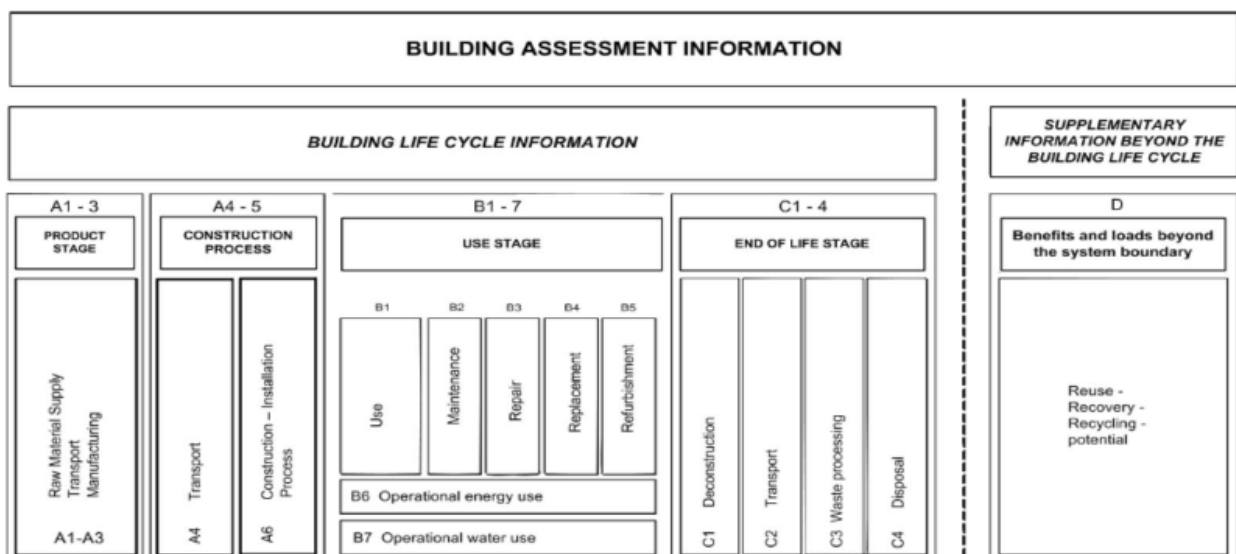 BUILDING ASSESSMENT INFORMATION
BUILDING LIFE CYCLE INFORMATION
SUPPLEMENTARY
INFORMATION BEYOND THE
BUILDING LIFE CYCLE
A1 - 3
PRODUCT
STAGE
Raw Material Supply
Transport
Manufacturing
A1-A3
A4 - 5
CONSTRUCTION
PROCESS
A4 Transport
A6 Construction – Installation
Process
B1 - 7
USE STAGE
B1
Use
B2
Maintenance
B3
Repair
B4
Replacement
B5
Refurbishment
B6 Operational energy use
B7 Operational water use
C1 - 4
END OF LIFE STAGE
C1 Deconstruction
C2 Transport
C3 Waste processing
C4 Disposal
D
Benefits and loads beyond
the system boundary
Reuse -
Recovery -
Recycling -
potential